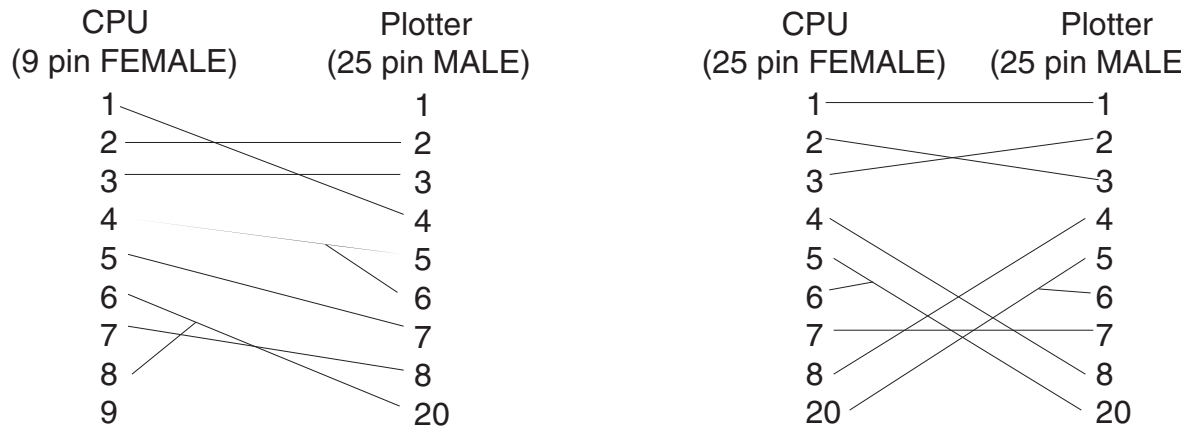 CPU
(9 pin FEMALE)
Plotter
(25 pin MALE)
1 1
2 2
3 3
4 4
5 5
6 6
7 7
8 8
9 20
CPU
(25 pin FEMALE)
Plotter
(25 pin MALE
1 1
2 2
3 3
4 4
5 5
6 6
7 7
8 8
20 20